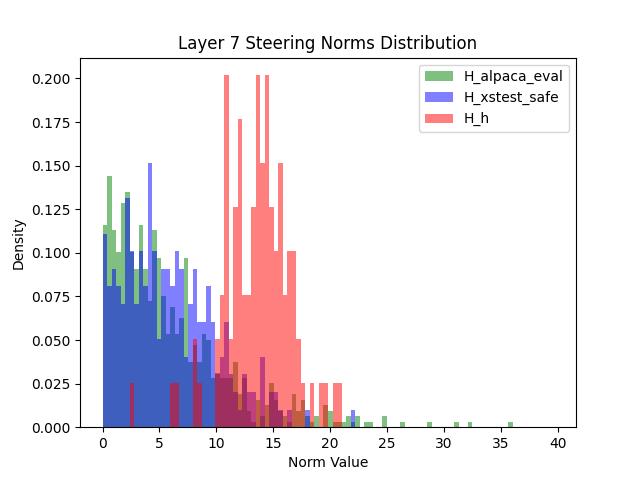 Layer 7 Steering Norms Distribution
H_alpaca_eval
H_xstest_safe
H_h
Density
0.200
0.175
0.150
0.125
0.100
0.075
0.050
0.025
0.000
0 5 10 15 20 25 30 35 40
Norm Value